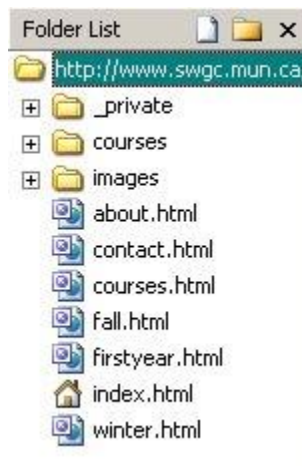 Folder List
http://www.swgc.mun.ca
_private
courses
images
about.html
contact.html
courses.html
fall.html
firstyear.html
index.html
winter.html